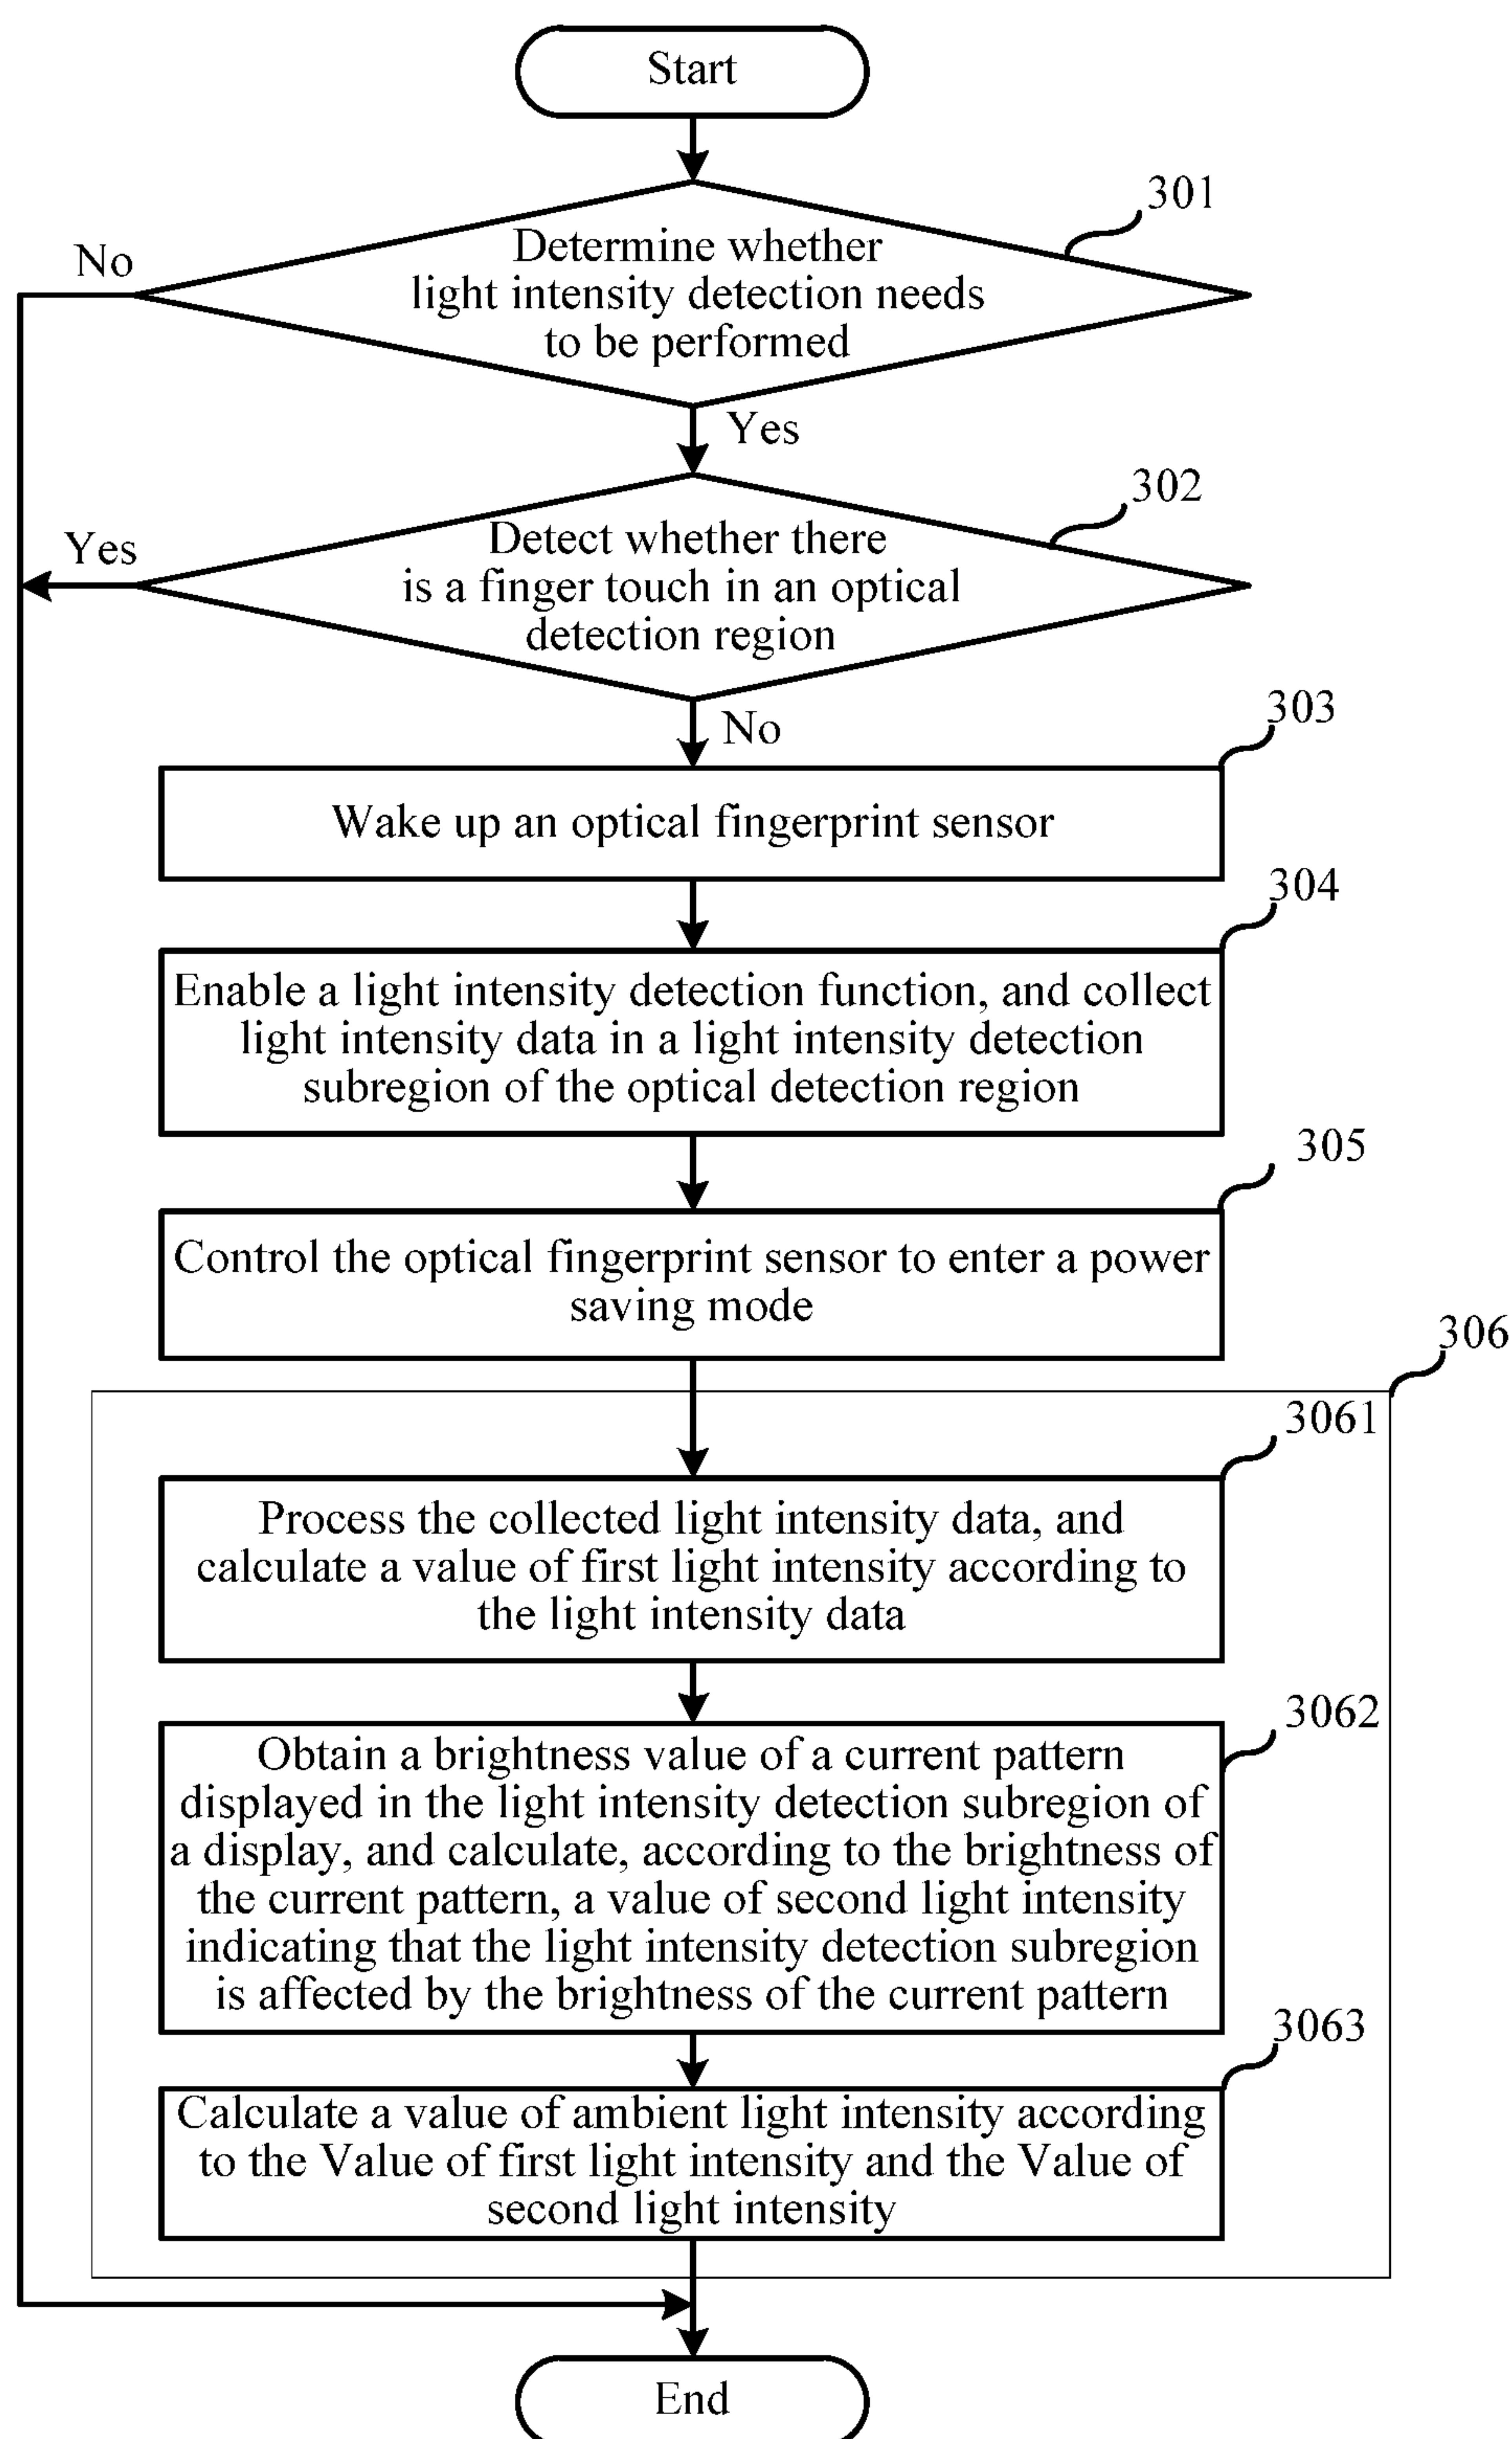 Start
301
No
Determine whether
light intensity detection needs
to be performed
Yes
302
Yes
Detect whether there
is a finger touch in an optical
detection region
No
303
Wake up an optical fingerprint sensor
304
Enable a light intensity detection function, and collect
light intensity data in a light intensity detection
subregion of the optical detection region
305
Control the optical fingerprint sensor to enter a power
saving mode
306
3061
Process the collected light intensity data, and
calculate a value of first light intensity according to
the light intensity data
3062
Obtain a brightness value of a current pattern
displayed in the light intensity detection subregion of
a display, and calculate, according to the brightness of
the current pattern, a value of second light intensity
indicating that the light intensity detection subregion
is affected by the brightness of the current pattern
3063
Calculate a value of ambient light intensity according
to the Value of first light intensity and the Value of
second light intensity
End